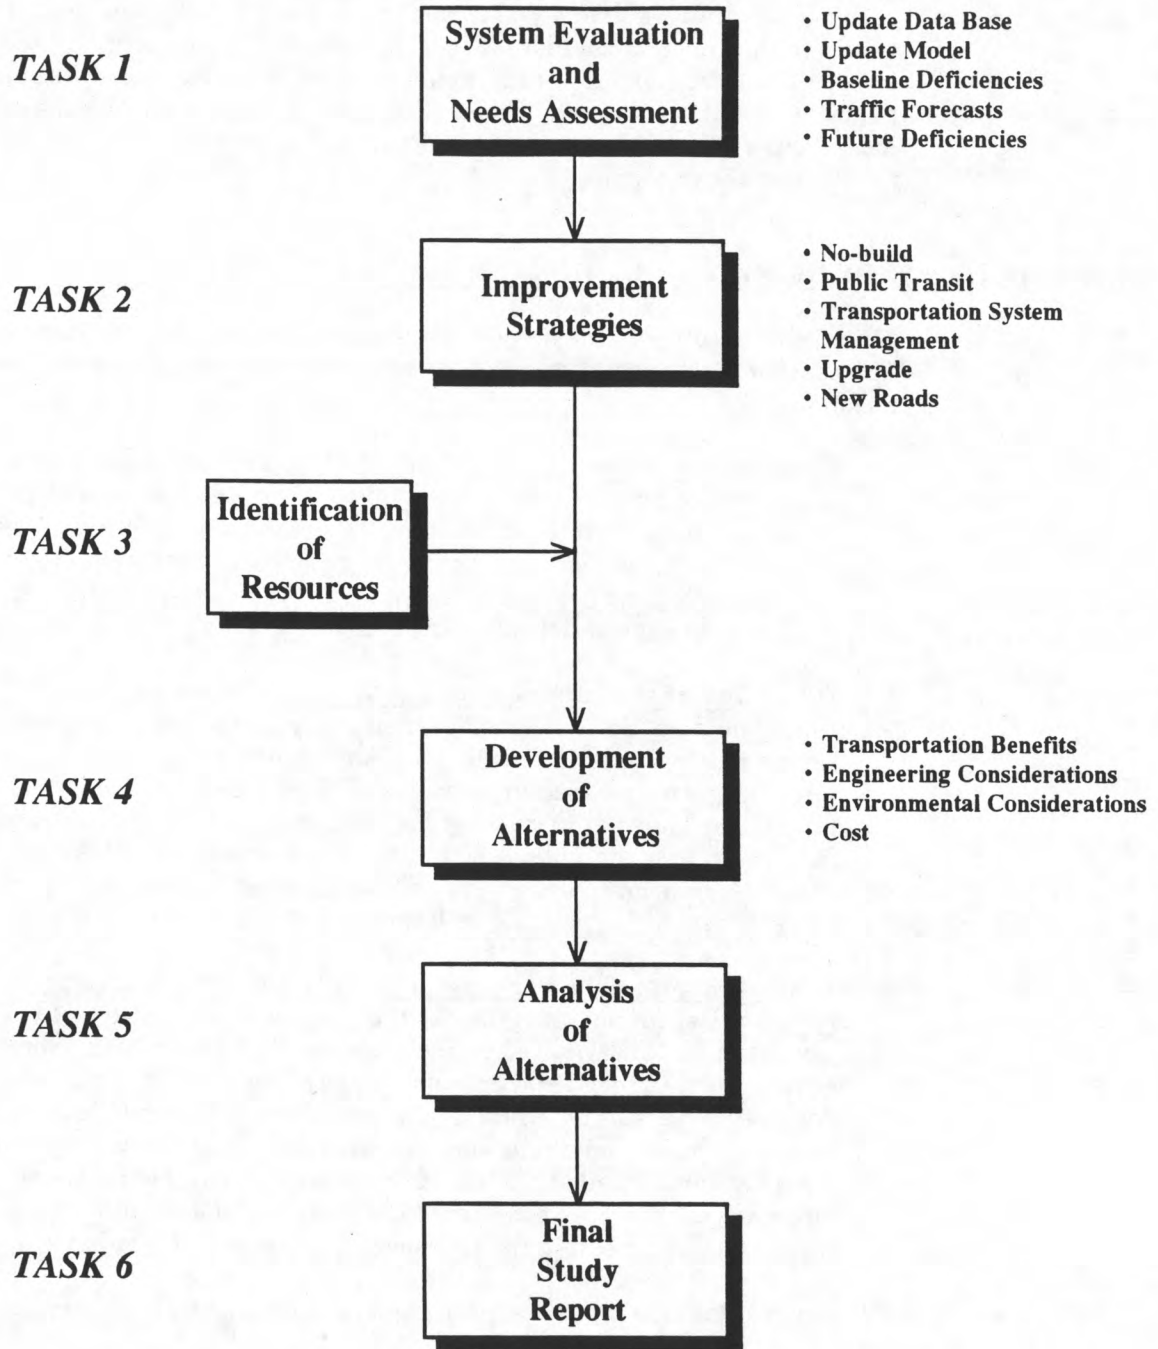 TASK 1
System Evaluation
and
Needs Assessment
• Update Data Base
• Update Model
• Baseline Deficiencies
• Traffic Forecasts
• Future Deficiencies
TASK 2
Improvement
Strategies
• No-build
• Public Transit
• Transportation System
Management
• Upgrade
• New Roads
TASK 3
Identification
of
Resources
TASK 4
Development
of
Alternatives
• Transportation Benefits
• Engineering Considerations
• Environmental Considerations
• Cost
TASK 5
Analysis
of
Alternatives
TASK 6
Final
Study
Report